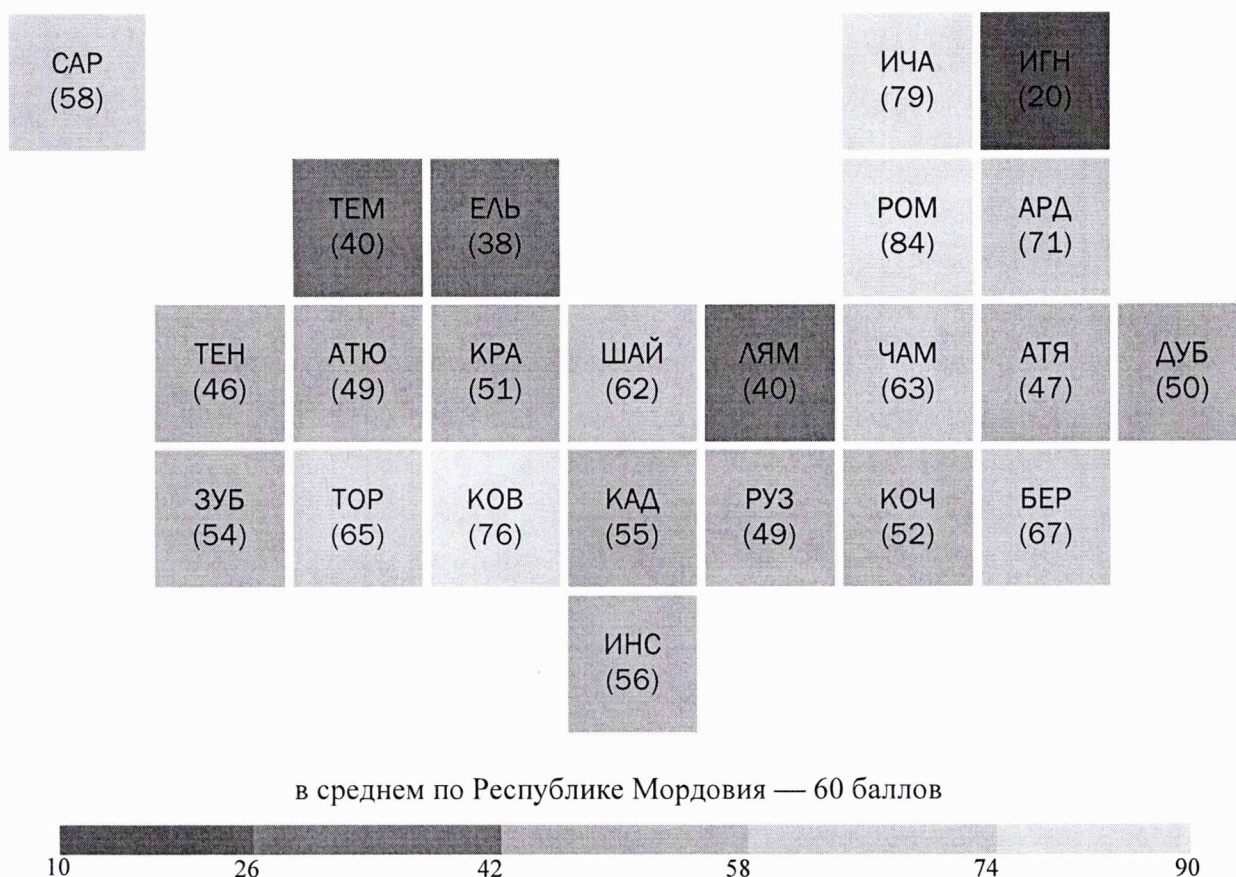 САР ИЧА ИГН
(58) (79) (20)
ТЕМ ЕЛЬ РОМ АРД
(40) (38) (84) (71)
ТЕН АТЮ КРА ШАЙ ЛЯМ ЧАМ АТЯ ДУБ
(46) (49) (51) (62) (40) (63) (47) (50)
ЗУБ ТОР КОВ КАД РУЗ КОЧ БЕР
(54) (65) (76) (55) (49) (52) (67)
ИНС
(56)
в среднем по Республике Мордовия — 60 баллов
10 26 42 58 74 90